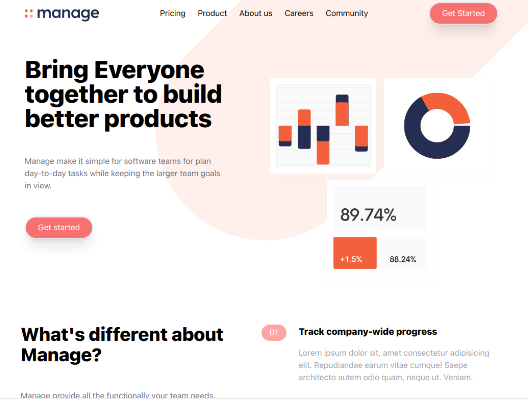 manage
Pricing Product About us Careers Community
Get Started
Bring Everyone
together to build
better products
Manage make it simple for software teams for plan
day-to-day tasks while keeping the larger team goals
in view.
Get started
89.74%
+1.5%
88.24%
What's different about
Manage?
Manage provide all the functionally your team needs,
01
Track company-wide progress
Lorem ipsum dolor sit, amet consectetur adipisicing
elit. Repudiandae earum vitae cumque! Saepe
architecto autem odio quam, neque ut. Veniam.